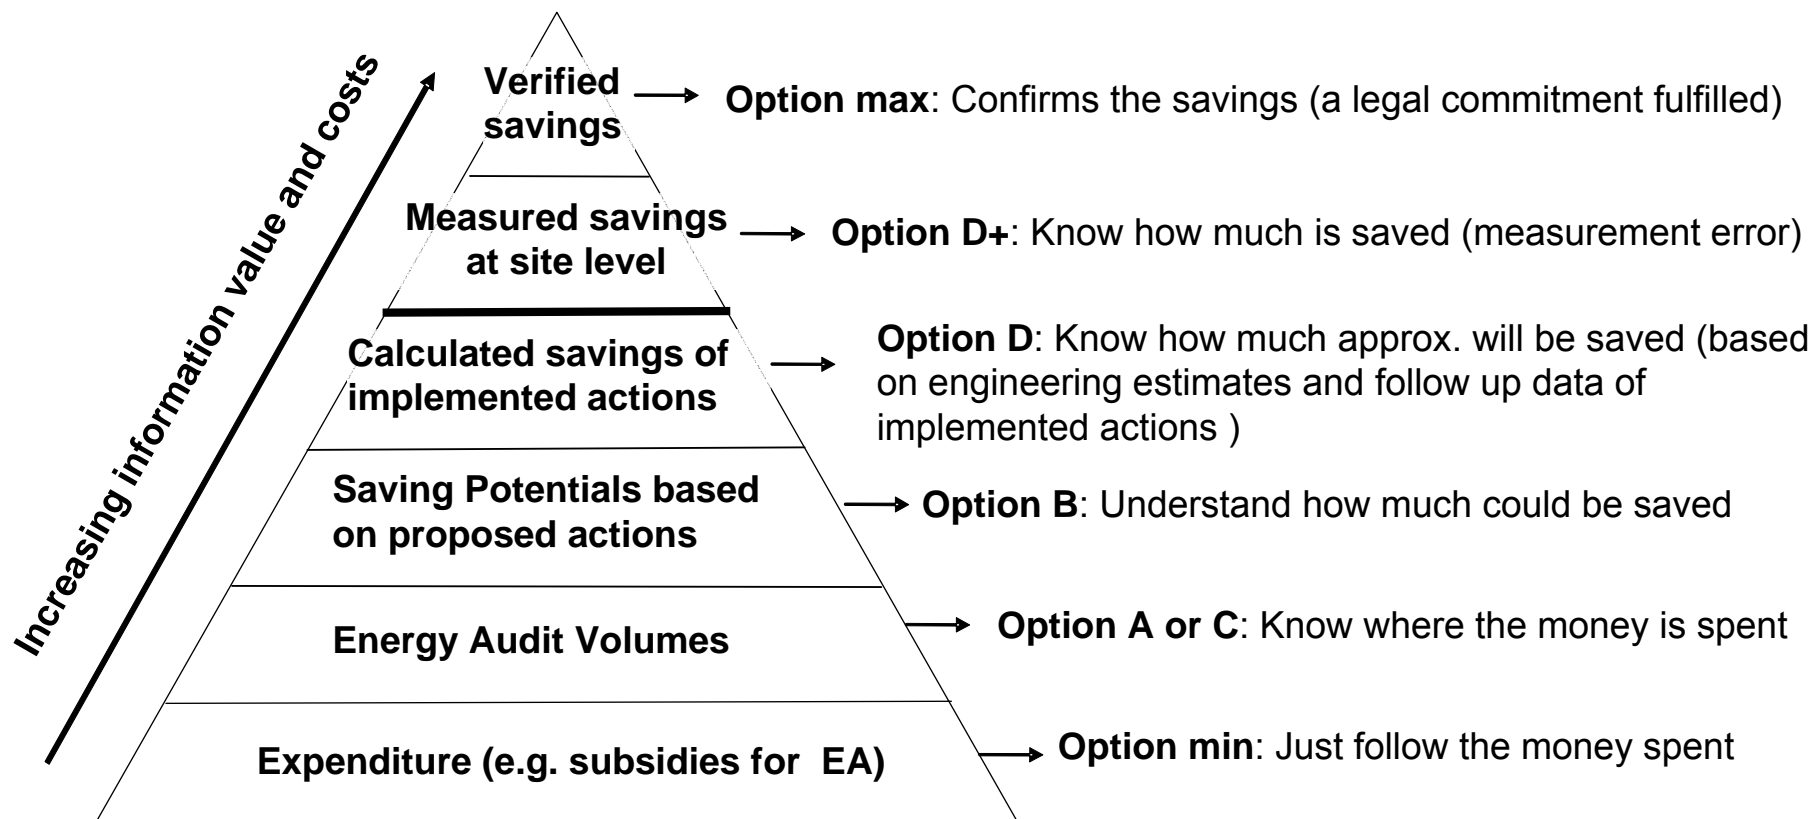 Increasing information value and costs
Verified
savings
Option max: Confirms the savings (a legal commitment fulfilled)
Measured savings
at site level
Option D+: Know how much is saved (measurement error)
Calculated savings of
implemented actions
Option D: Know how much approx. will be saved (based
on engineering estimates and follow up data of
implemented actions )
Saving Potentials based
on proposed actions
Option B: Understand how much could be saved
Energy Audit Volumes
Option A or C: Know where the money is spent
Expenditure (e.g. subsidies for EA)
Option min: Just follow the money spent